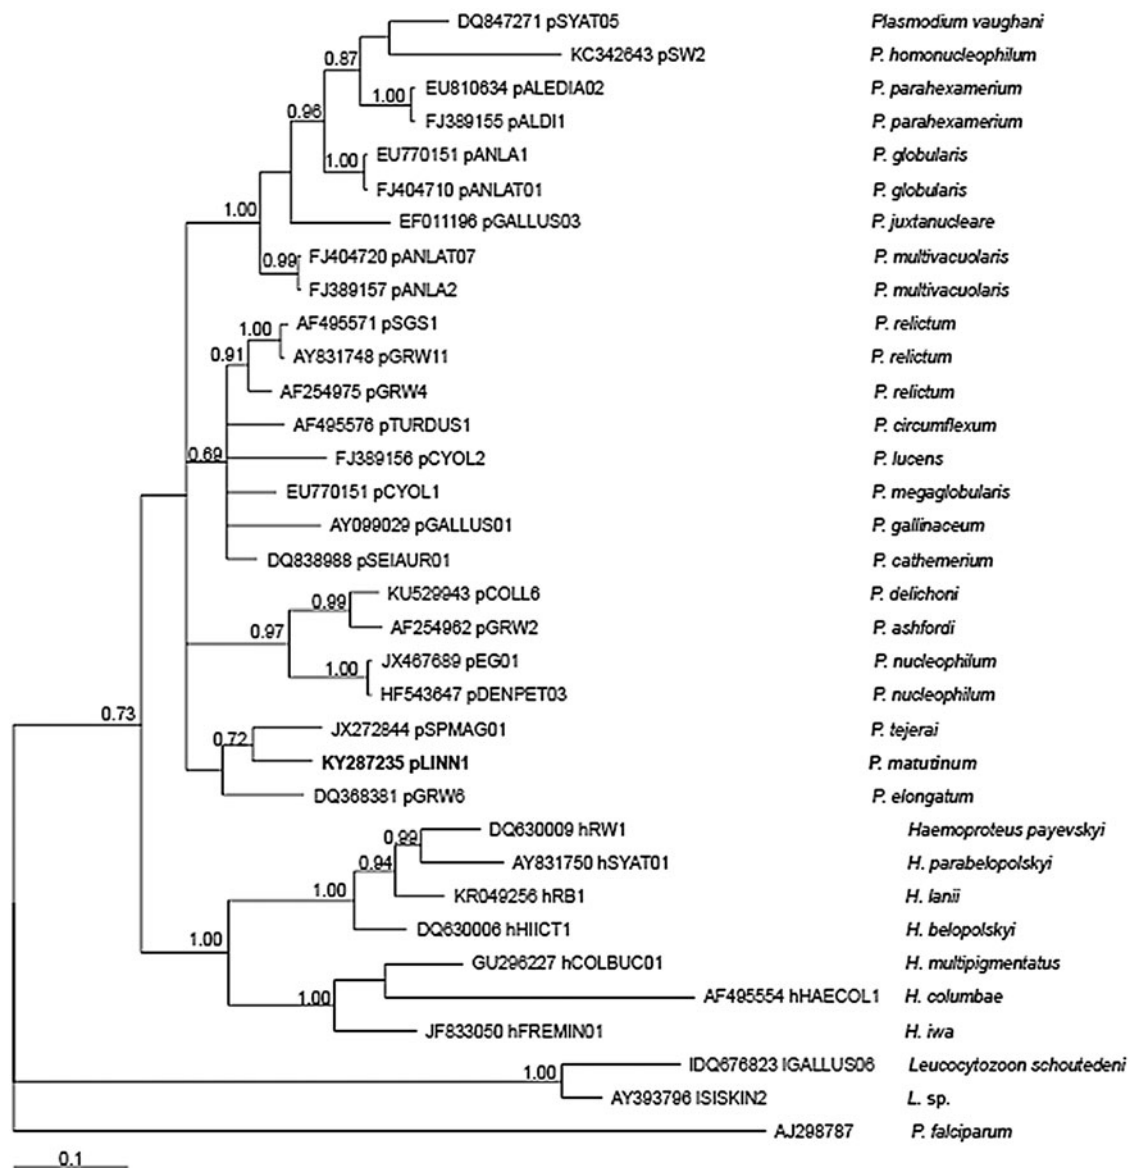 DQ847271 pSYAT05 Plasmodium vaughani
KC342643 pSW2 P. homonucleophilum
0.87
EU810634 pALEDIA02 P. parahexamerium
1.00
0.96
FJ389155 pALDI1 P. parahexamerium
EU770151 pANLA1 P. globularis
1.00
FJ404710 pANLAT01 P. globularis
1.00
EF011196 pGALLUS03 P. juxtanucleare
FJ404720 pANLAT07 P. multivacuolaris
0.99
FJ389157 pANLA2 P. multivacuolaris
AF495571 pSGS1 P. relictum
1.00
0.91
AY831748 pGRW11 P. relictum
AF254975 pGRW4 P. relictum
AF495576 pTURDUS1 P. circumflexum
0.69
FJ389156 pCYOL2 P. lucens
EU770151 pCYOL1 P. megaglobularis
AY099029 pGALLUS01 P. gallinaceum
DQ838988 pSEIAUR01 P. cathemerium
KU529943 pCOLL6 P. delichoni
0.99
AF254962 pGRW2 P. ashfordi
0.97
JX467689 pEG01 P. nucleophilum
1.00
HF543647 pDENPET03 P. nucleophilum
0.73
JX272844 pSPMAG01 P. tejerai
0.72
KY287235 pLINN1 P. matutinum
DQ368381 pGRW6 P. elongatum
DQ630009 hRW1 Haemoproteus payevskyi
0.99
AY831750 hSYAT01 H. parabelopolskyi
0.94
1.00
KR049256 hRB1 H. lanii
DQ630006 hHIICT1 H. belopolskyi
1.00
GU296227 hCOLBUC01 H. multipigmentatus
AF495554 hHAECOL1 H. columbae
1.00
JF833050 hFREMIN01 H. iwa
IDQ676823 lGALLUS06 Leucocytozoon schoutedeni
1.00
AY393796 lSISKIN2 L. sp.
AJ298787 P. falciparum
0.1